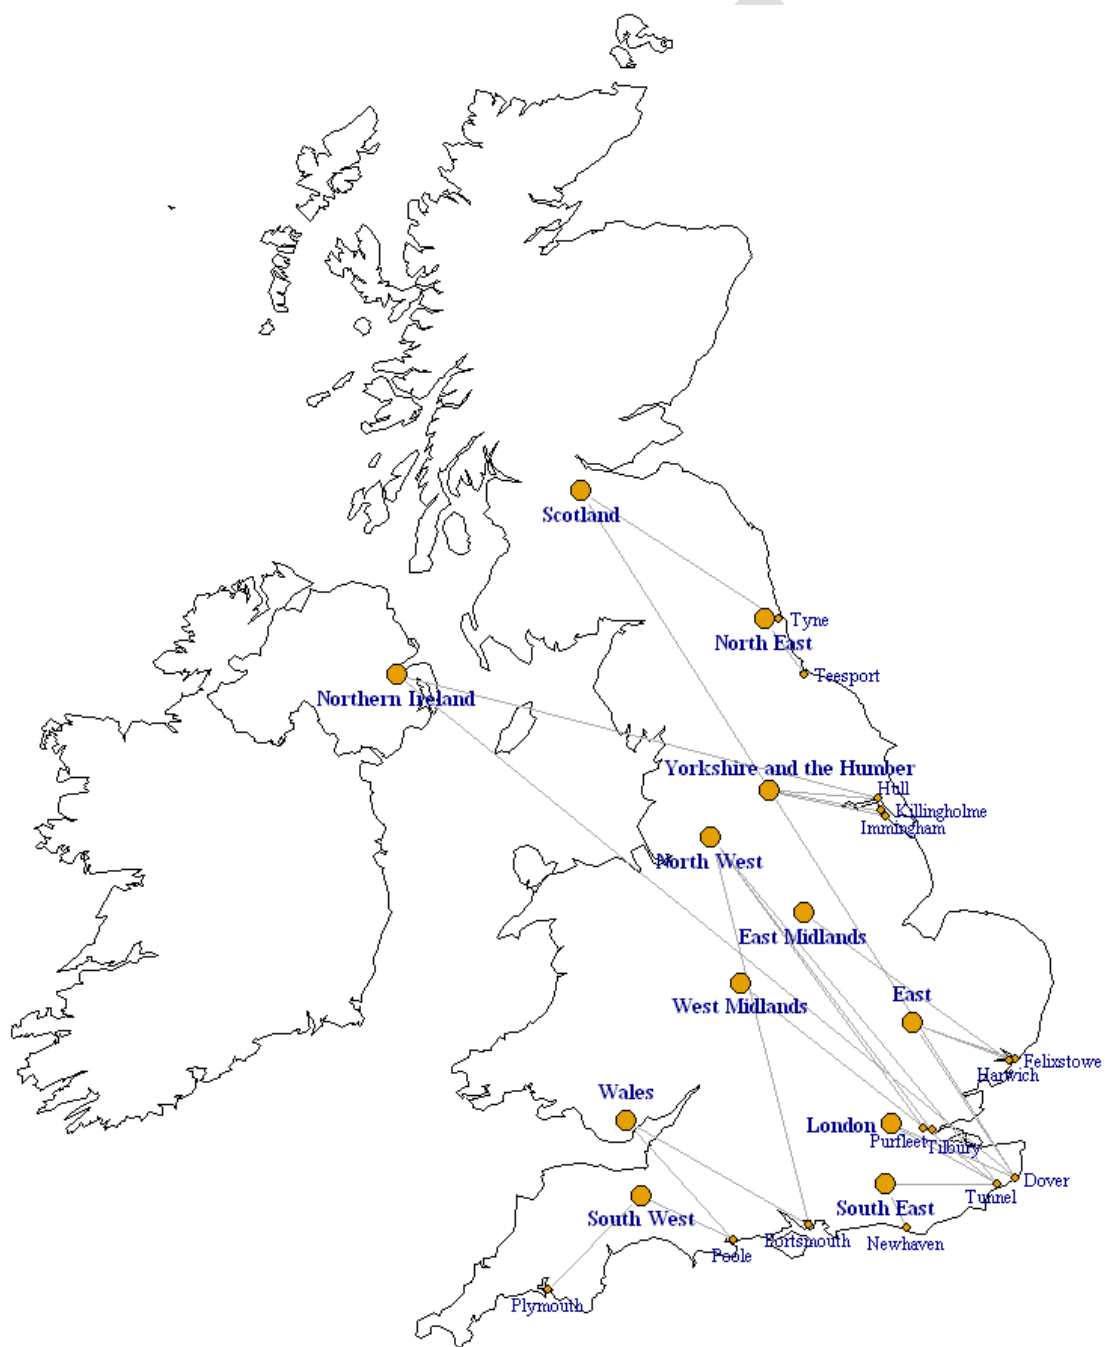 Scotland
Tyne
North East
Teesport
Northern Ireland
Yorkshire and the Humber
Hull
Killingholme
Immingham
North West
East Midlands
East
West Midlands
Felixstowe
Harwich
Wales
London
Purfleet
Tilbury
Dover
Tunnel
South East
South West
Portsmouth
Newhaven
Poole
Plymouth